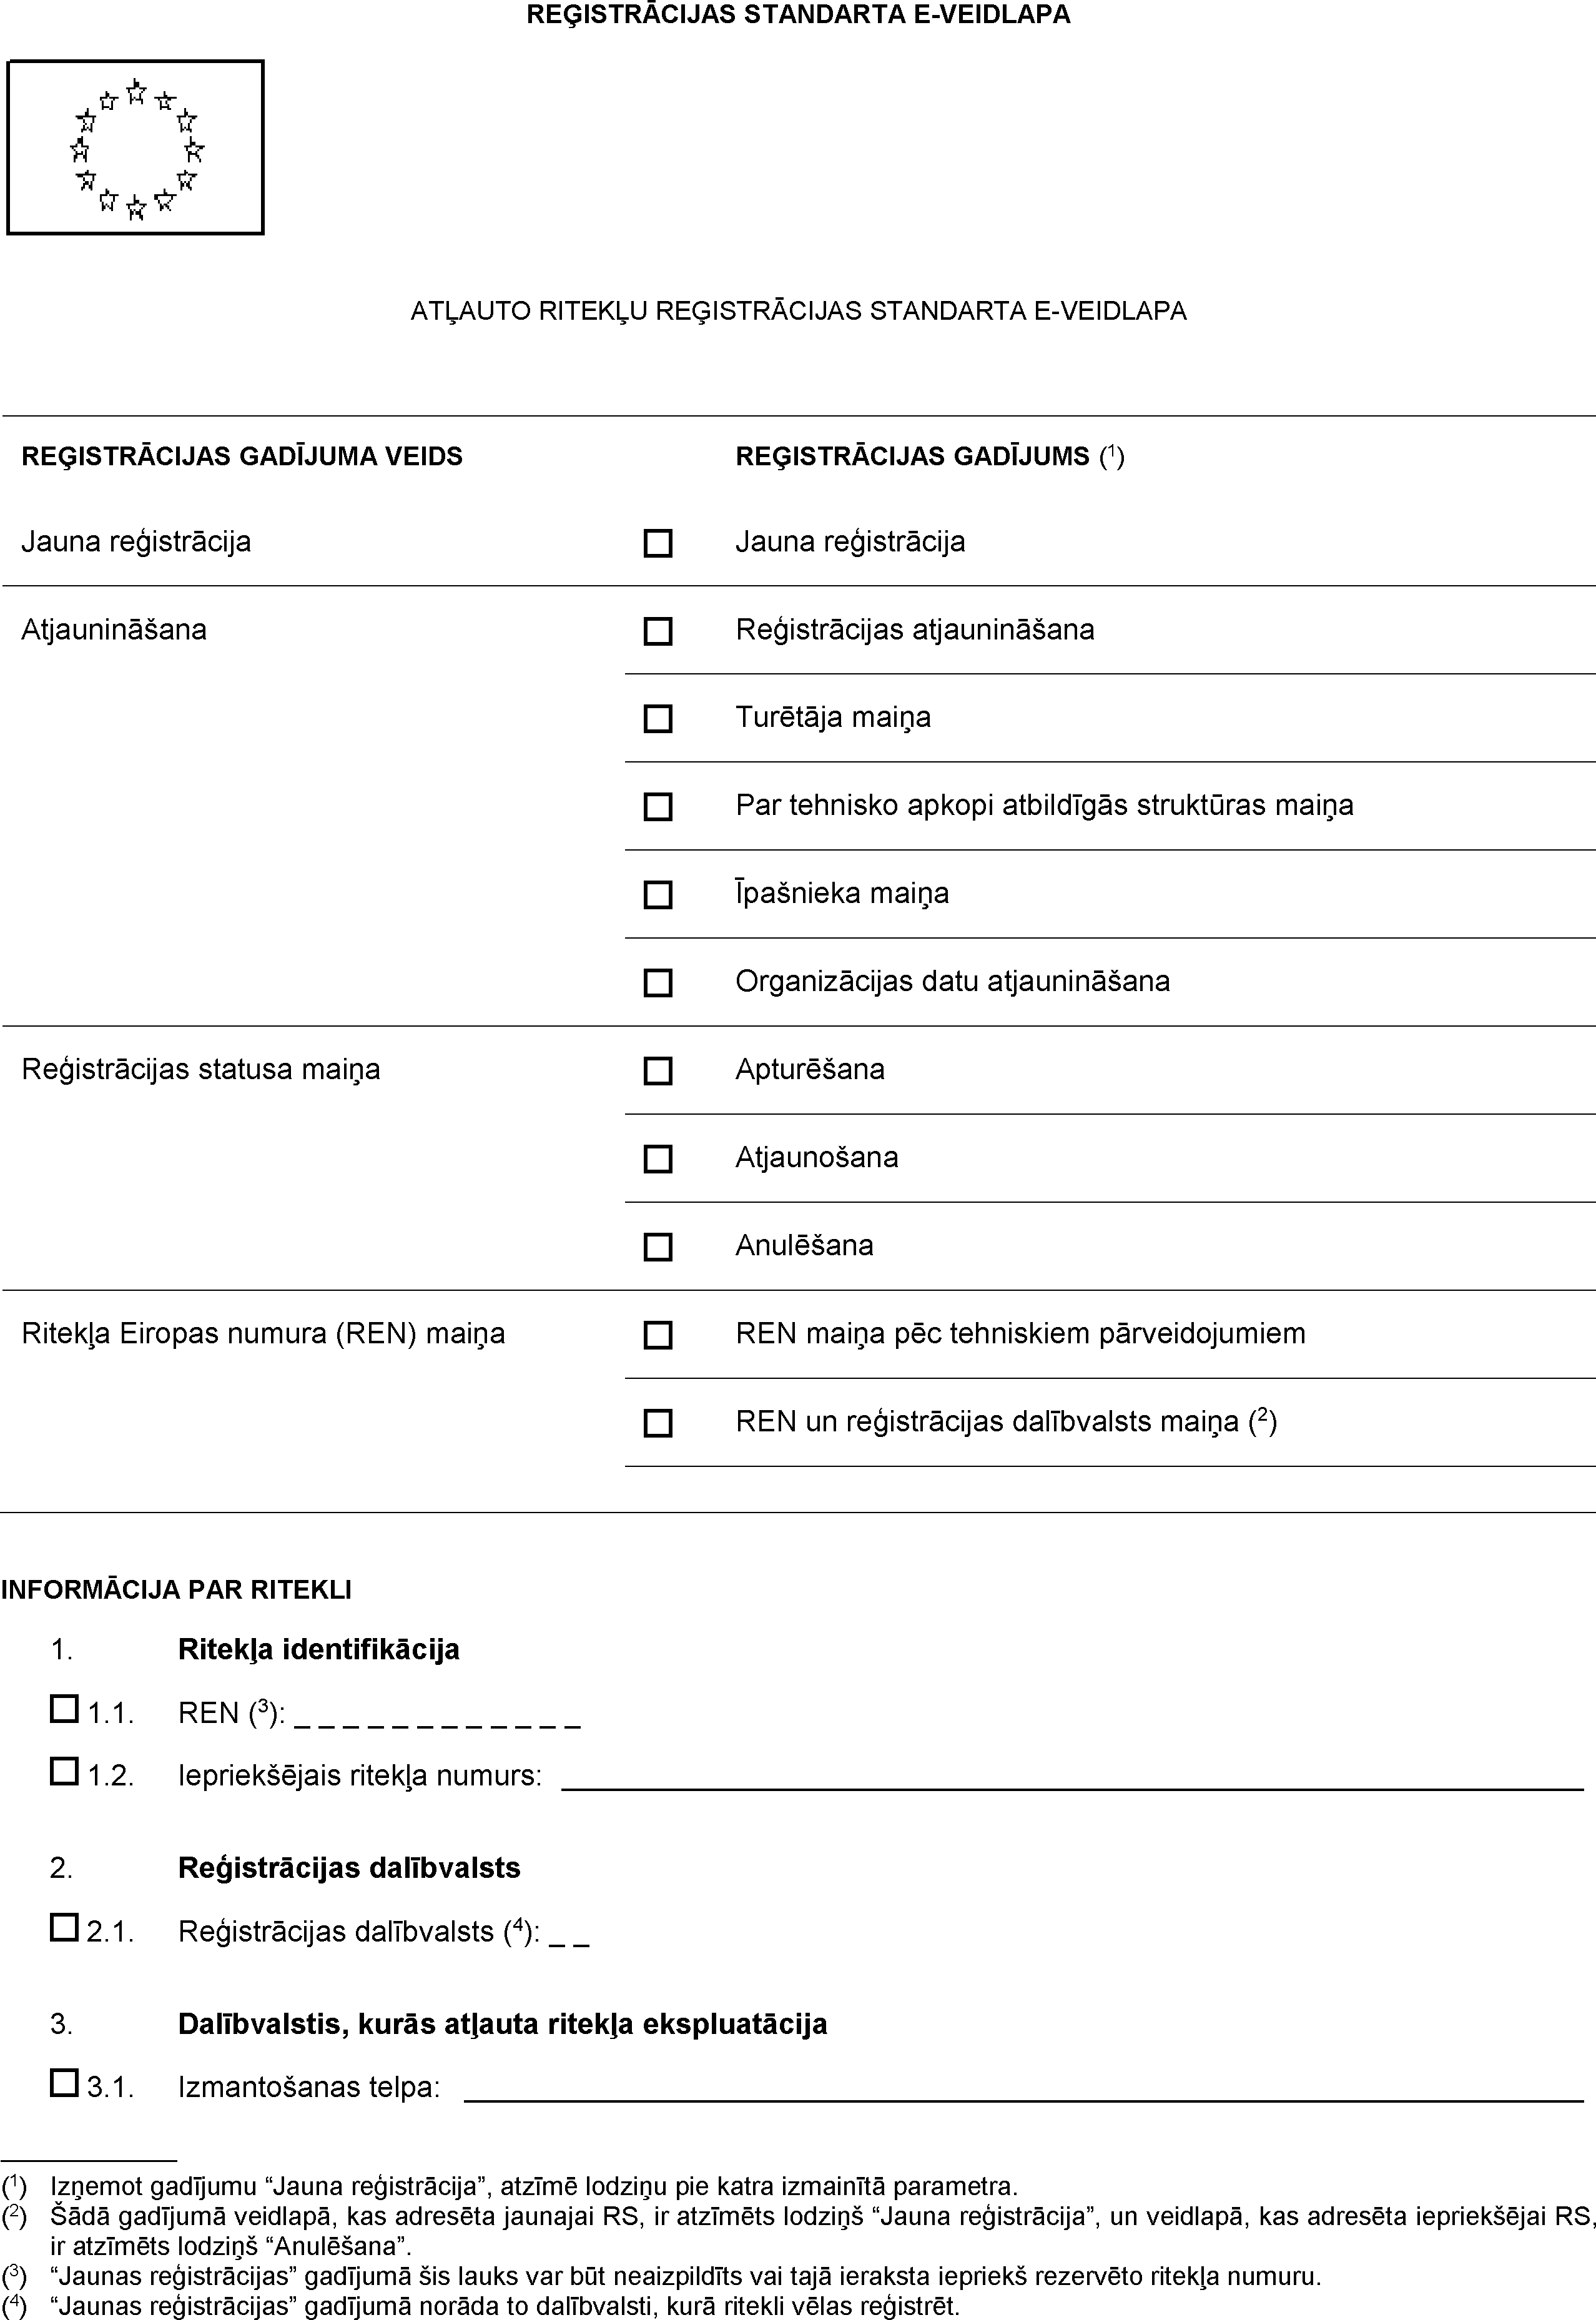 REĢISTRĀCIJAS STANDARTA E-VEIDLAPA
ATĻAUTO RITEKĻU REĢISTRĀCIJAS STANDARTA E-VEIDLAPA
REĢISTRĀCIJAS GADĪJUMA VEIDS REĢISTRĀCIJAS GADĪJUMS (1)
Jauna reģistrācija ☐ Jauna reģistrācija
Atjaunināšana ☐ Reģistrācijas atjaunināšana
☐ Turētāja maiņa
☐ Par tehnisko apkopi atbildīgās struktūras maiņa
☐ Īpašnieka maiņa
☐ Organizācijas datu atjaunināšana
Reģistrācijas statusa maiņa ☐ Apturēšana
☐ Atjaunošana
☐ Anulēšana
Ritekļa Eiropas numura (REN) maiņa ☐ REN maiņa pēc tehniskiem pārveidojumiem
☐ REN un reģistrācijas dalībvalsts maiņa (2)
INFORMĀCIJA PAR RITEKLI
1. Ritekļa identifikācija
☐ 1.1. REN (3): _ _ _ _ _ _ _ _ _ _ _ _
☐ 1.2. Iepriekšējais ritekļa numurs:
2. Reģistrācijas dalībvalsts
☐ 2.1. Reģistrācijas dalībvalsts (4): _ _
3. Dalībvalstis, kurās atļauta ritekļa ekspluatācija
☐ 3.1. Izmantošanas telpa:
(1) Izņemot gadījumu “Jauna reģistrācija”, atzīmē lodziņu pie katra izmainītā parametra.
(2) Šādā gadījumā veidlapā, kas adresēta jaunajai RS, ir atzīmēts lodziņš “Jauna reģistrācija”, un veidlapā, kas adresēta iepriekšējai RS,
ir atzīmēts lodziņš “Anulēšana”.
(3) “Jaunas reģistrācijas” gadījumā šis lauks var būt neaizpildīts vai tajā ieraksta iepriekš rezervēto ritekļa numuru.
(4) “Jaunas reģistrācijas” gadījumā norāda to dalībvalsti, kurā ritekli vēlas reģistrēt.